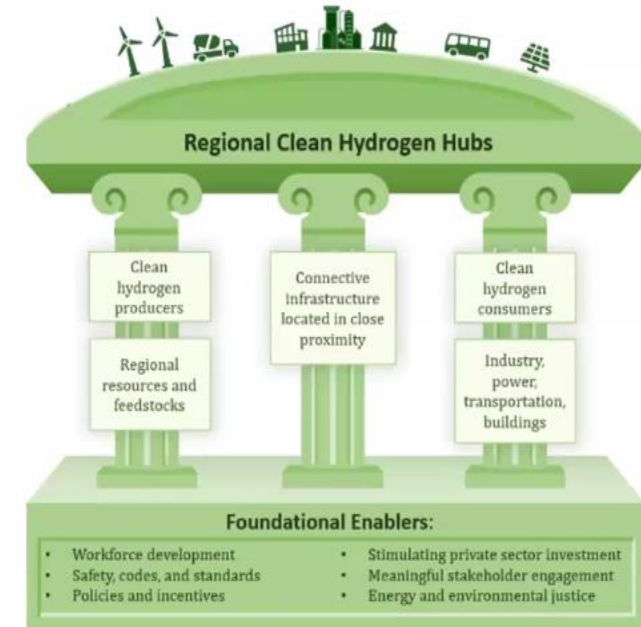 Regional Clean Hydrogen Hubs
Clean
hydrogen
producers
Regional
resources and
feedstocks
Connective
infrastructure
located in close
proximity
Clean
hydrogen
consumers
Industry,
power,
transportation,
buildings
Foundational Enablers:
• Workforce development
• Safety, codes, and standards
• Policies and incentives
• Stimulating private sector investment
• Meaningful stakeholder engagement
• Energy and environmental justice